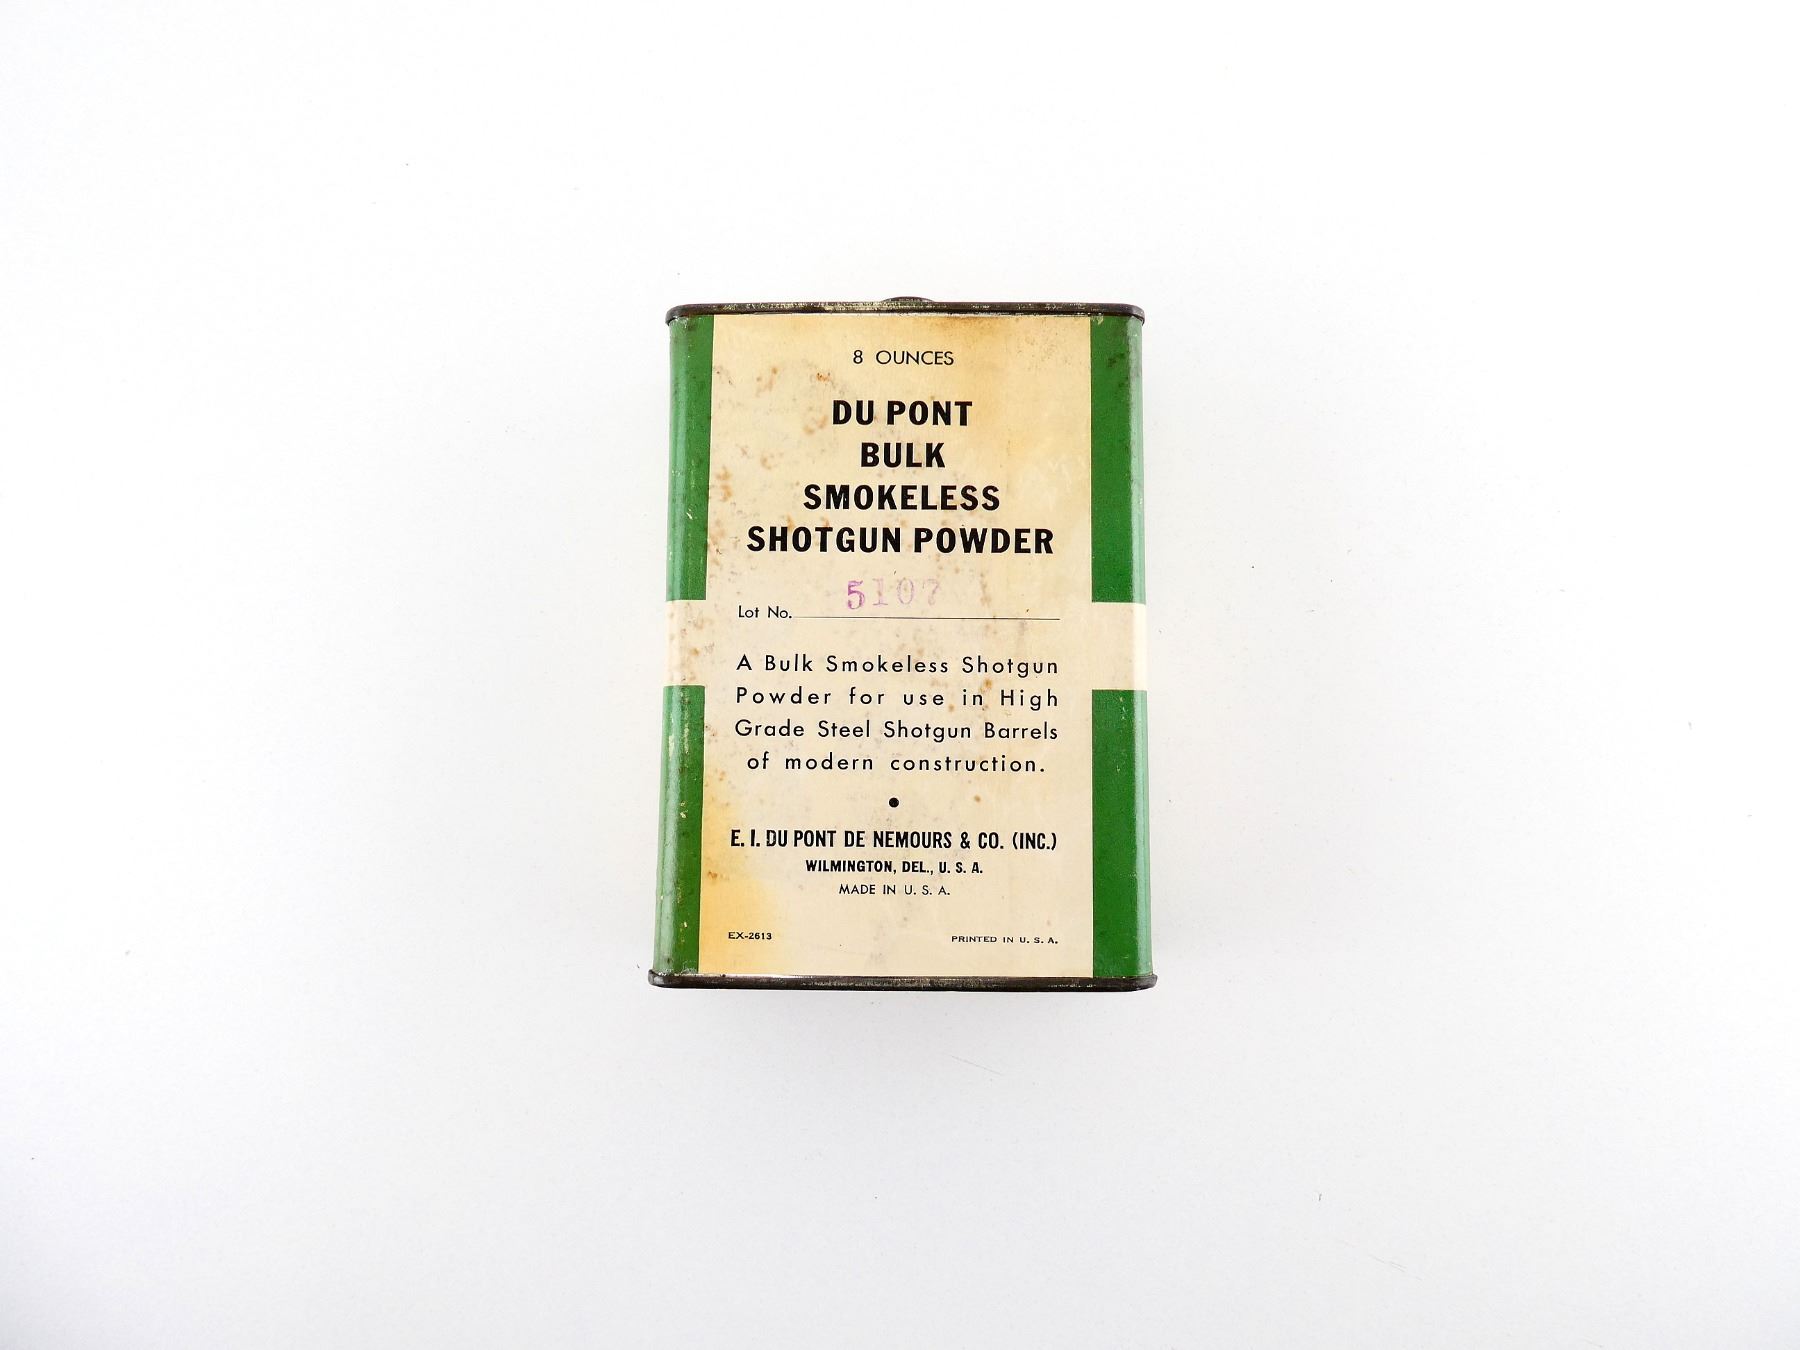 8 OUNCES
DU PONT
BULK
SMOKELESS
SHOTGUN POWDER
5107
Lot No.
A Bulk Smokeless Shotgun
Powder for use in High
Grade Steel Shotgun Barrels
of modern construction.
E. I. DU PONT DE NEMOURS & CO. (INC.)
WILMINGTON, DEL., U. S. A.
MADE IN U. S. A.
EX-2613
PRINTED IN U. S. A.